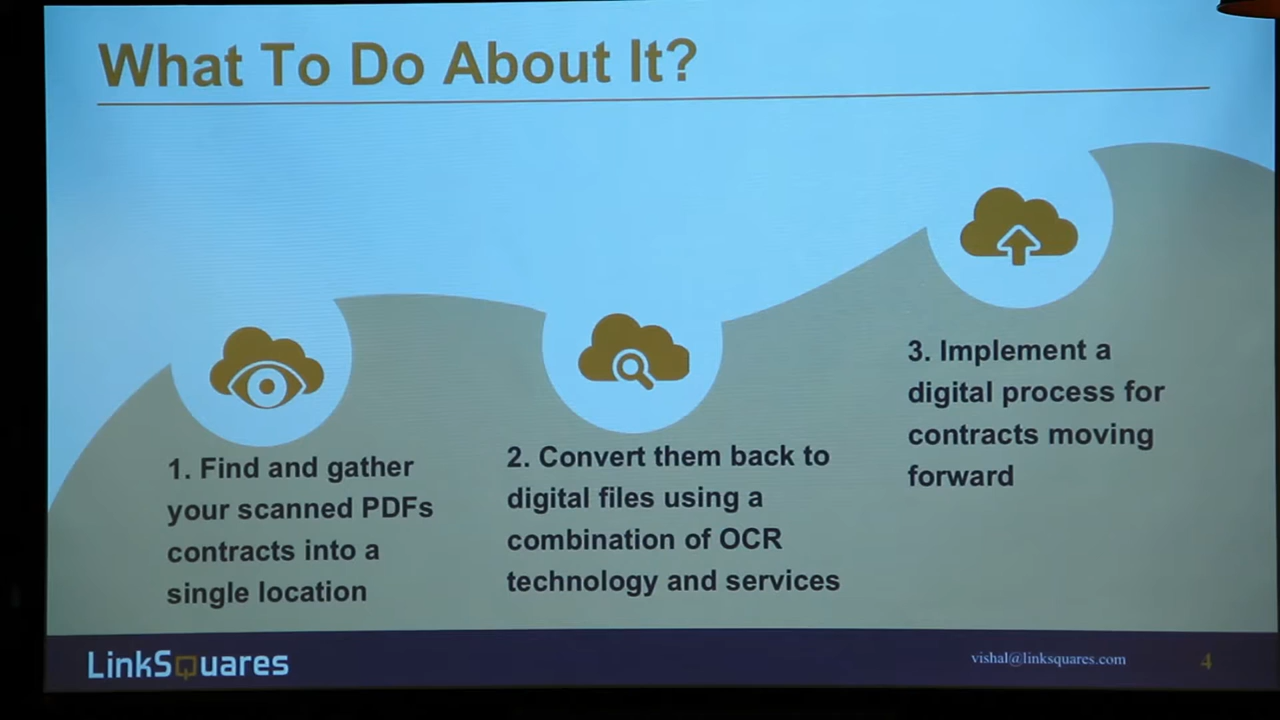 What To Do About It?
1. Find and gather
your scanned PDFs
contracts into a
single location
2. Convert them back to
digital files using a
combination of OCR
technology and services
3. Implement a
digital process for
contracts moving
forward
LinkSquares
vishal@linksquares.com
4